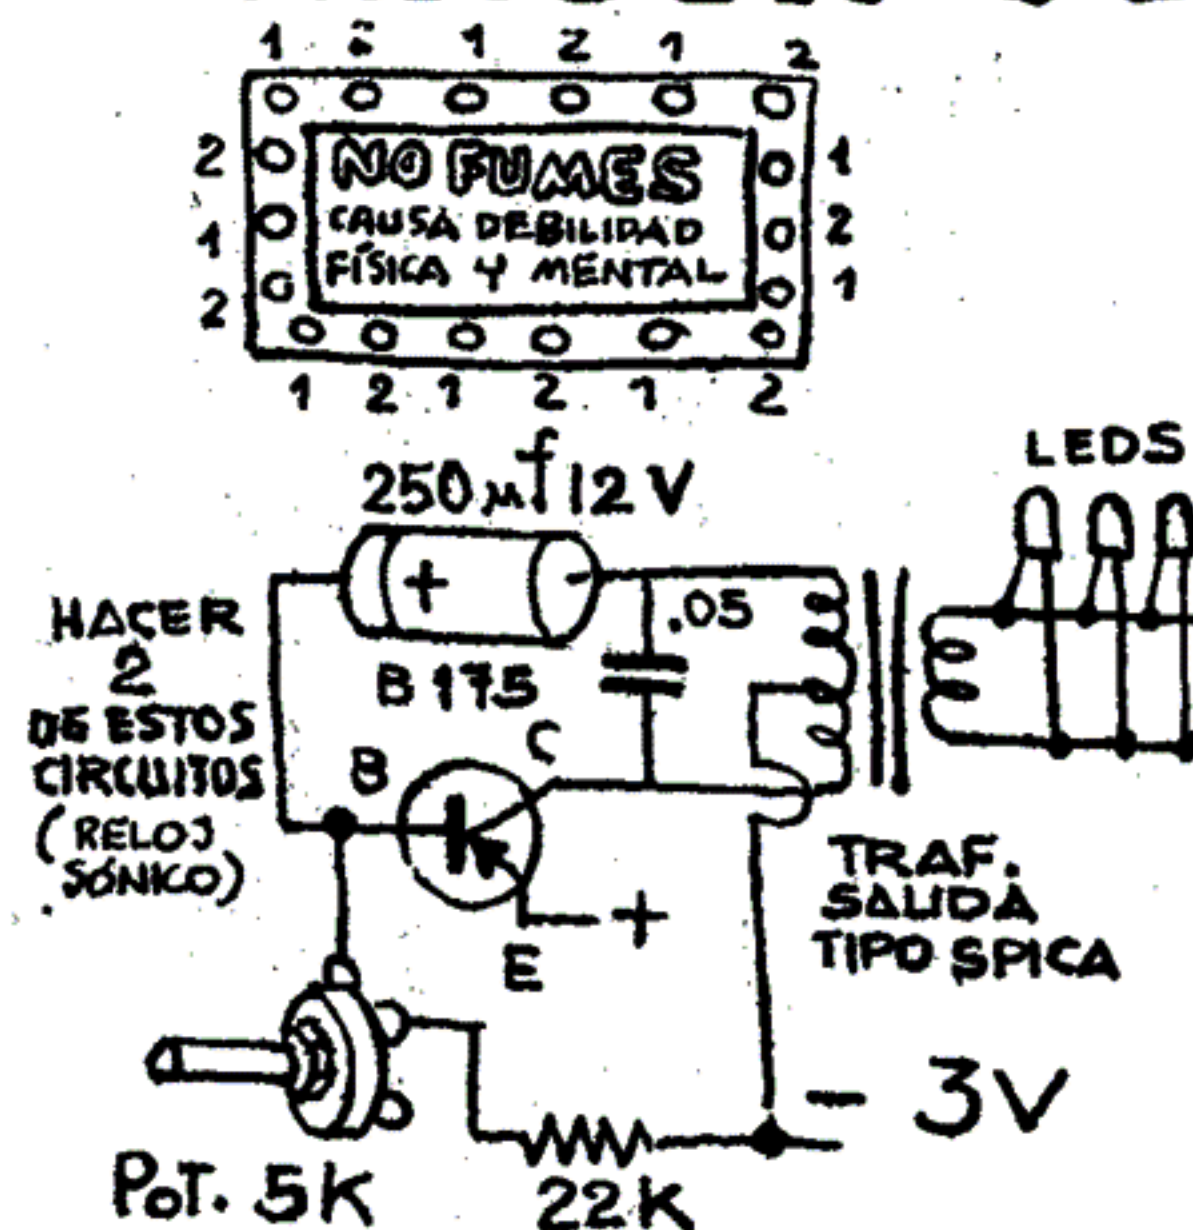 1 2 1 2 1 2
2 NO FUMES 1
1 CAUSA DEBILIDAD 2
2 FÍSICA Y MENTAL 1
1 2 1 2 1 2
LEDS
250 μf 12 V
+ -
.05
B 175
HACER
2
DE ESTOS
CIRCUITOS
(RELOJ
SÓNICO)
B
C
E
+
TRAF.
SALIDA
TIPO SPICA
- 3V
POT. 5K
22K